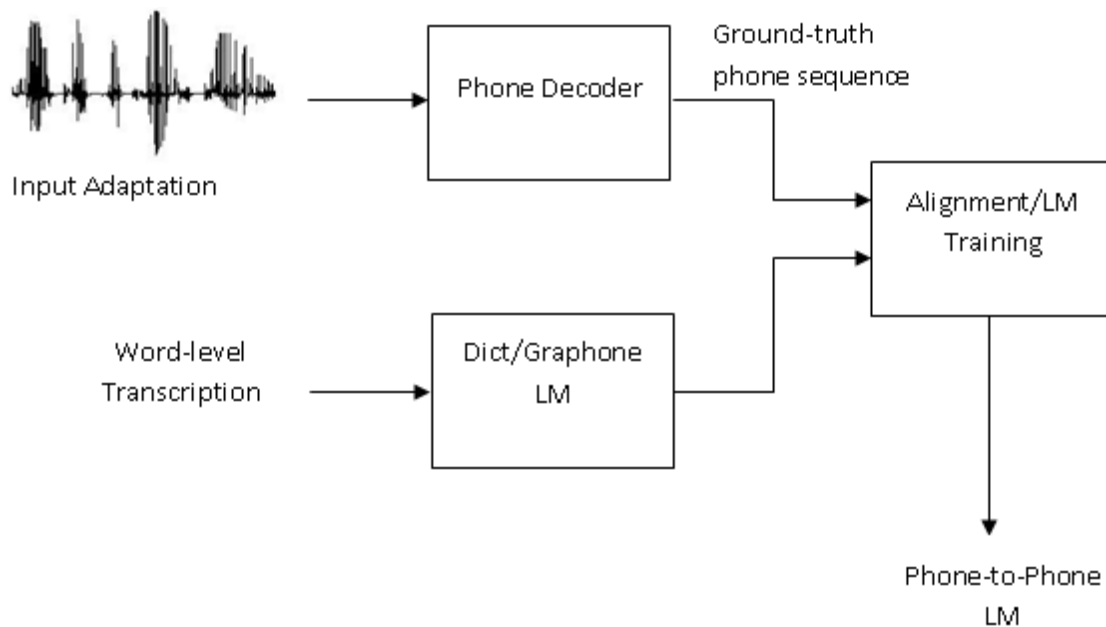 Ground-truth
phone sequence
Phone Decoder
Input Adaptation
Alignment/LM
Training
Word-level
Transcription
Dict/Graphone
LM
Phone-to-Phone
LM